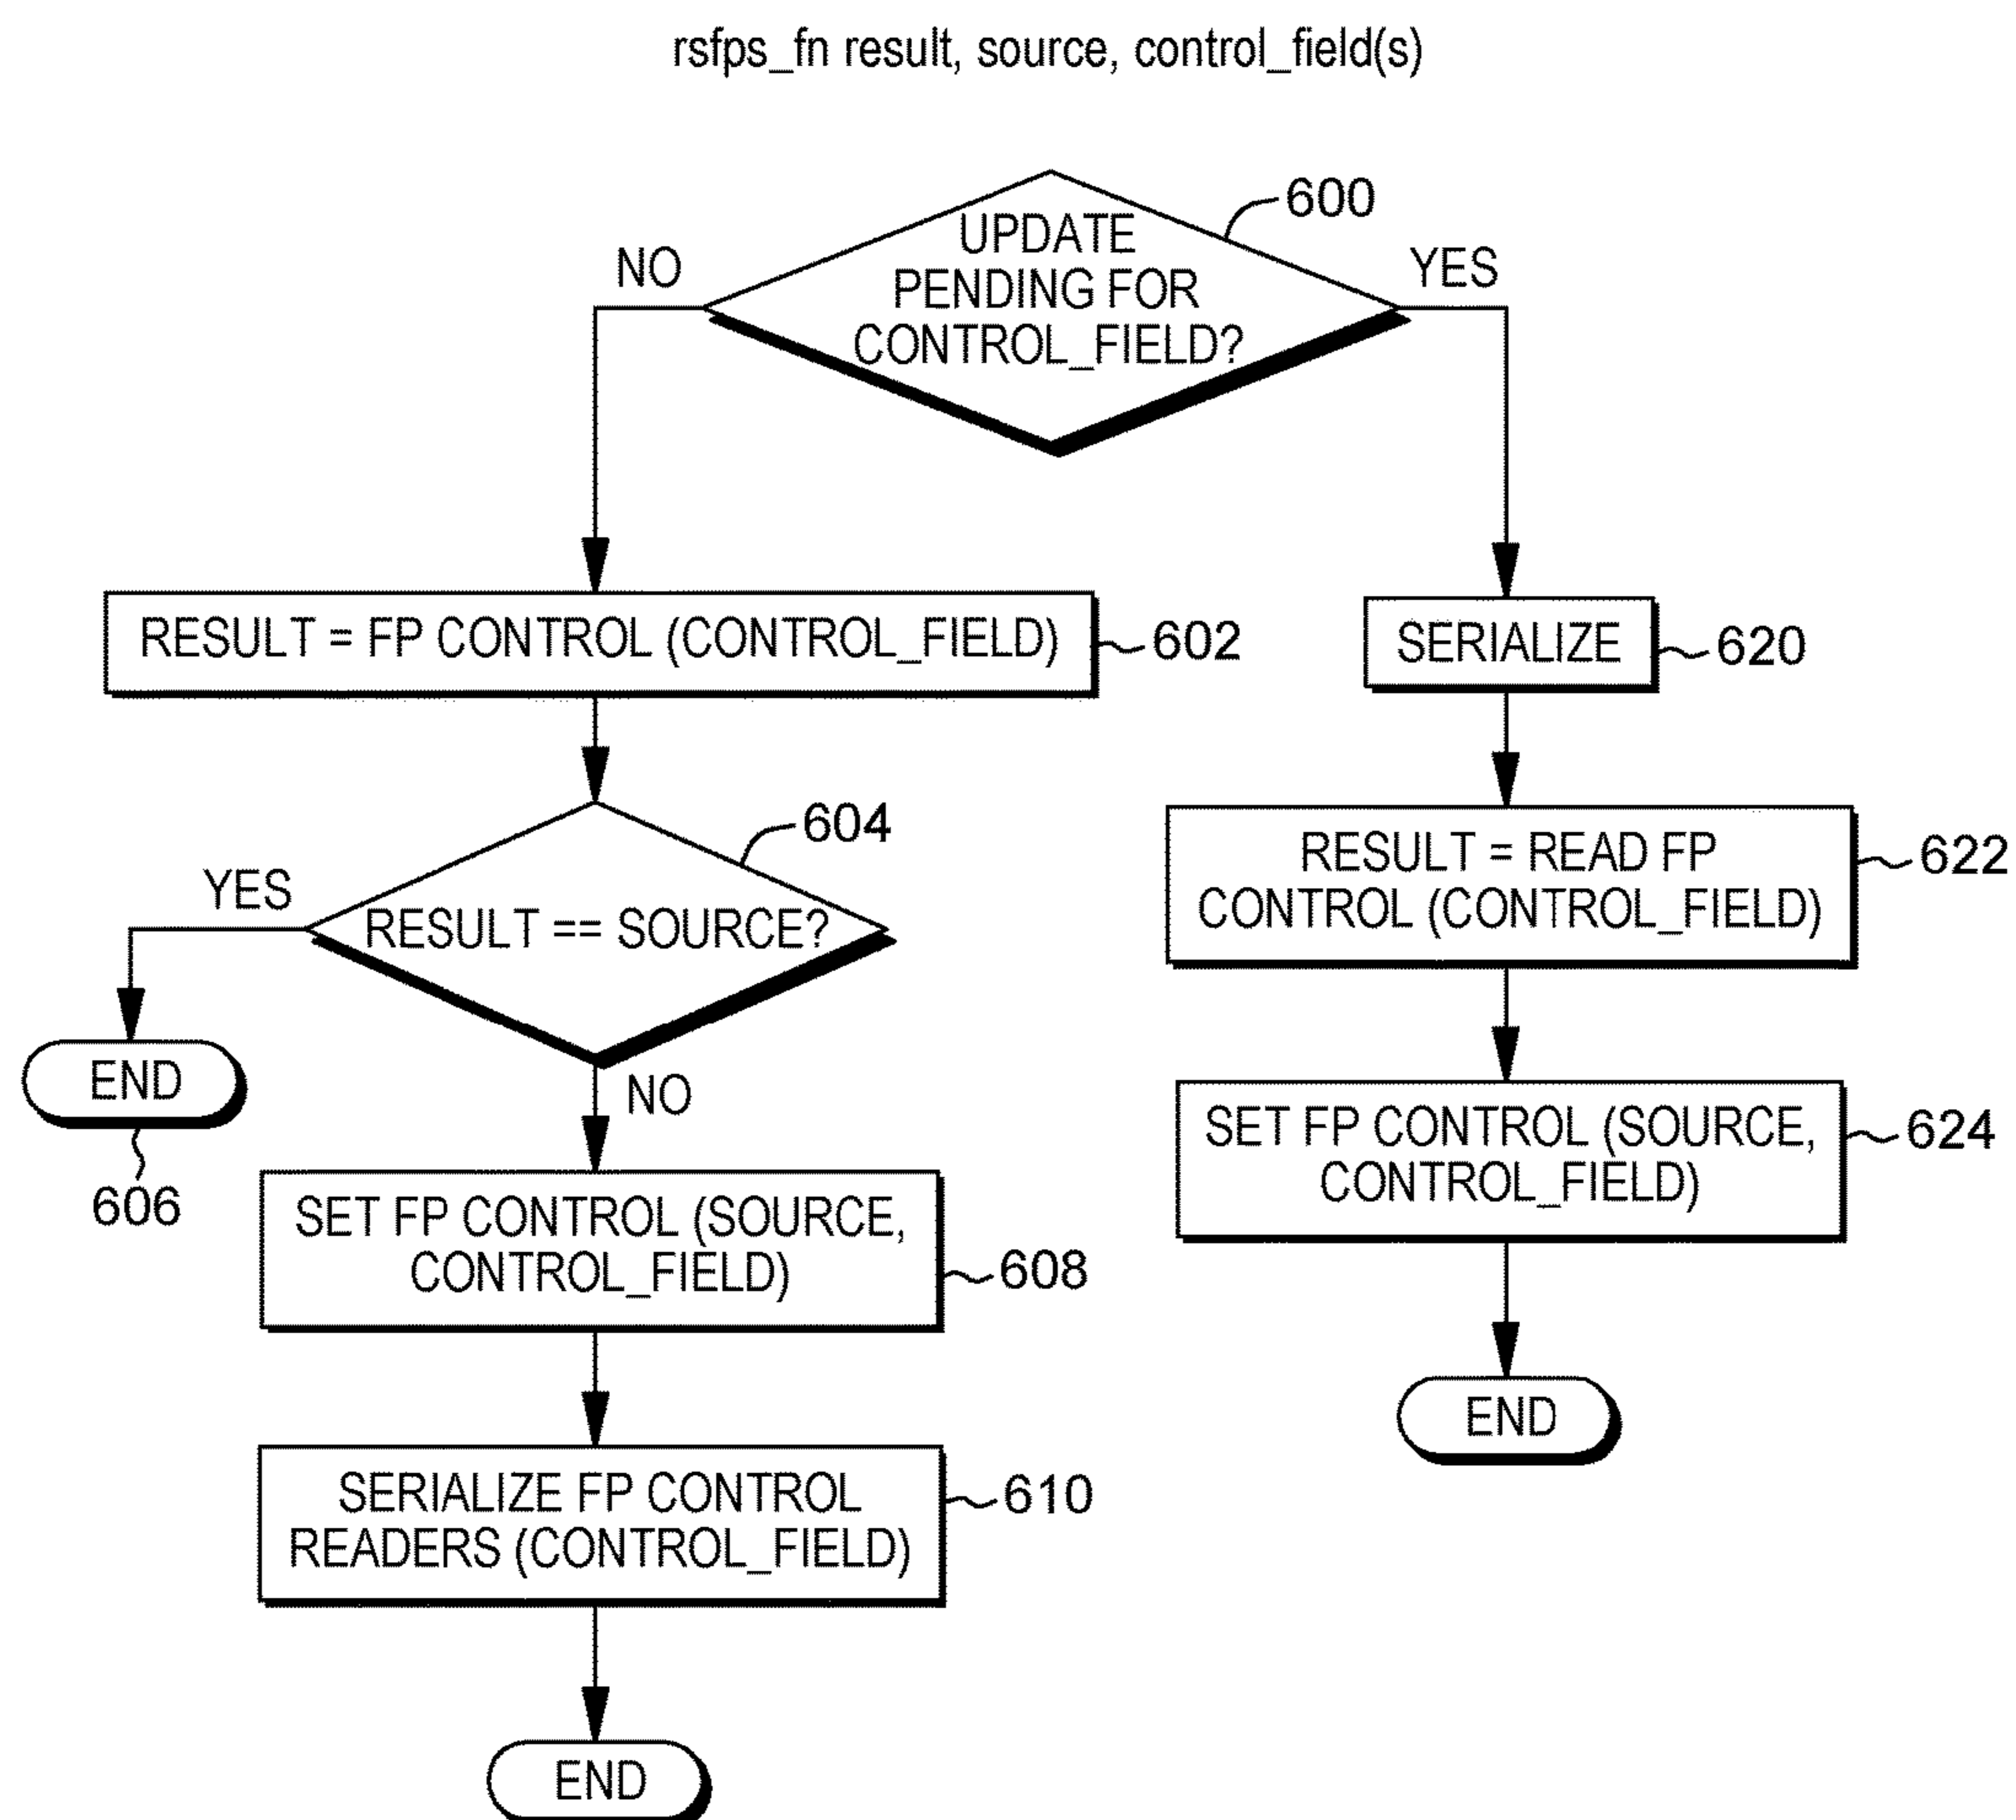 rsfps_fn result, source, control_field(s)
600
UPDATE
PENDING FOR
CONTROL_FIELD?
NO
YES
RESULT = FP CONTROL (CONTROL_FIELD)
602
SERIALIZE
620
604
RESULT == SOURCE?
YES
RESULT = READ FP
CONTROL (CONTROL_FIELD)
622
END
606
NO
SET FP CONTROL (SOURCE,
CONTROL_FIELD)
624
SET FP CONTROL (SOURCE,
CONTROL_FIELD)
608
END
SERIALIZE FP CONTROL
READERS (CONTROL_FIELD)
610
END